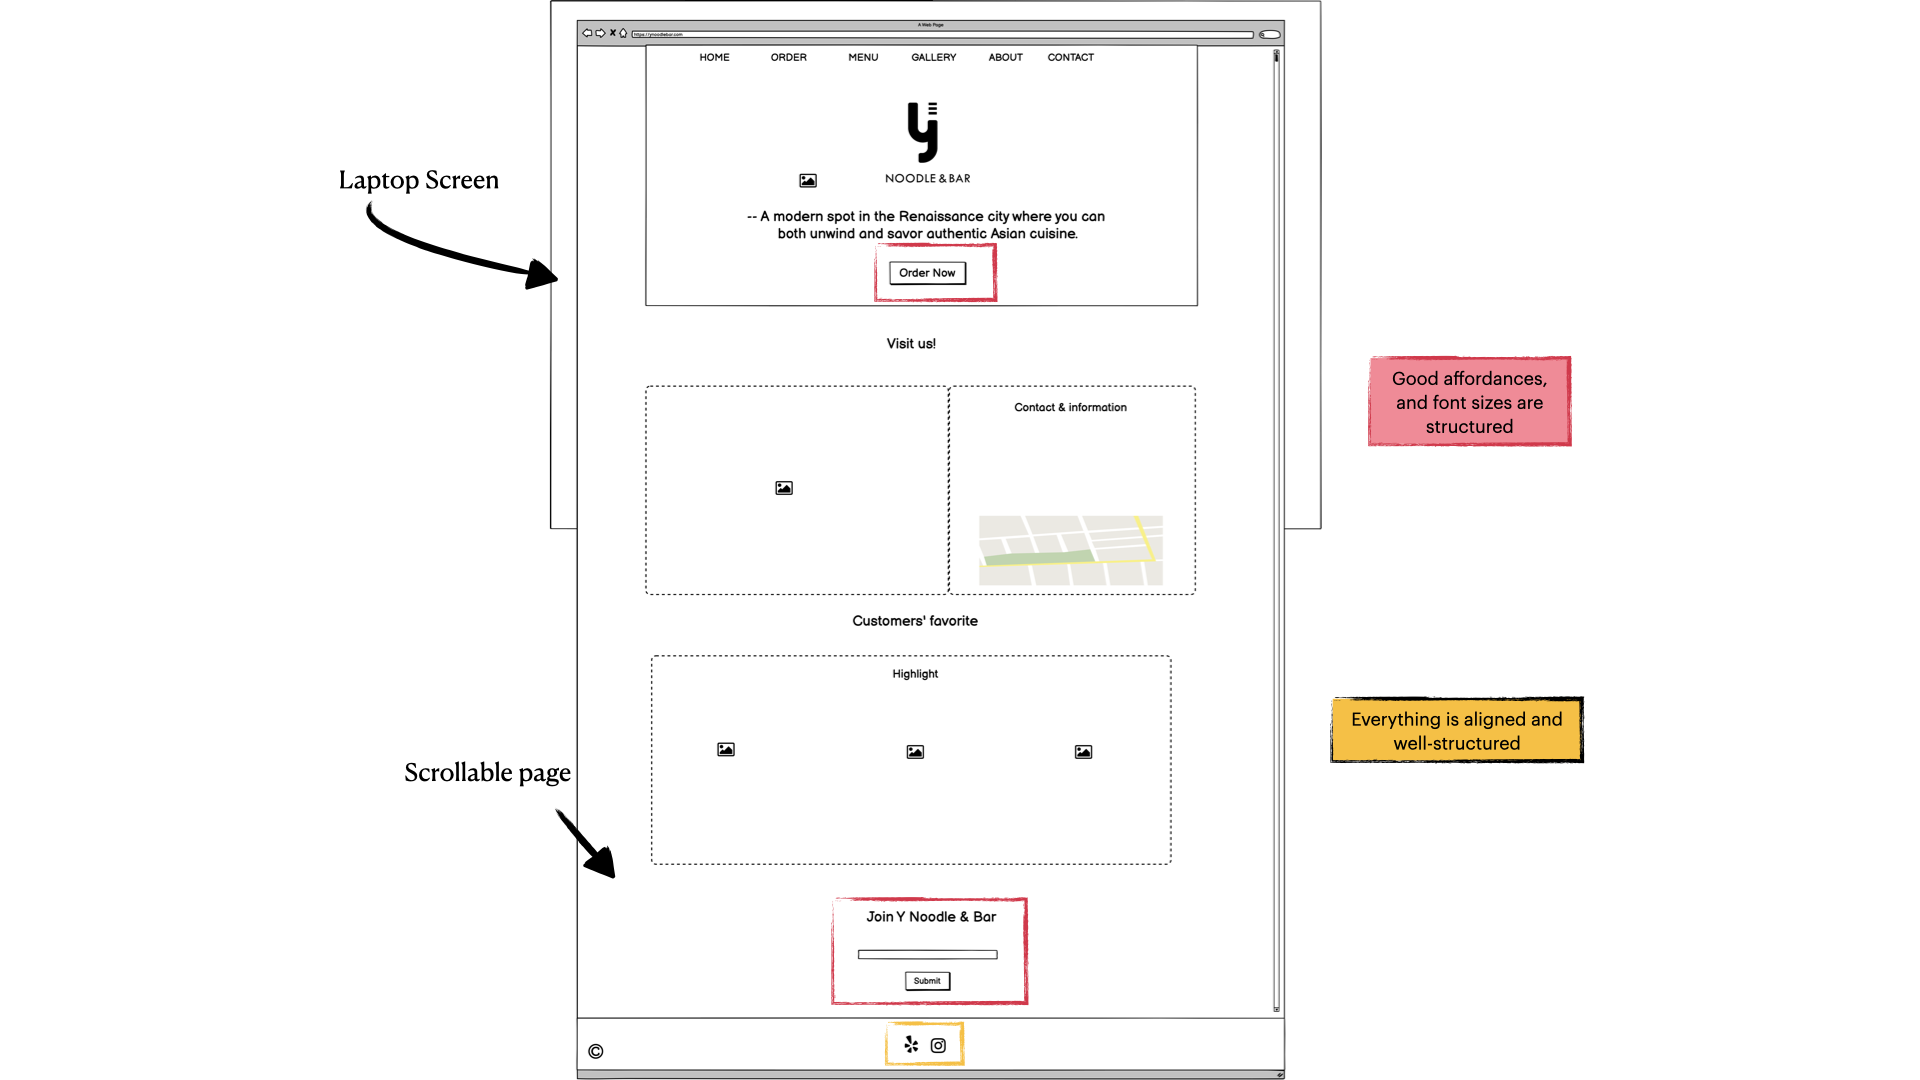 A Web Page
https://ynoodlebar.com
HOME ORDER MENU GALLERY ABOUT CONTACT
y
NOODLE & BAR
-- A modern spot in the Renaissance city where you can
both unwind and savor authentic Asian cuisine.
Order Now
Laptop Screen
Visit us!
Good affordances,
and font sizes are
structured
Contact & information
Customers' favorite
Highlight
Everything is aligned and
well-structured
Scrollable page
Join Y Noodle & Bar
Submit
©